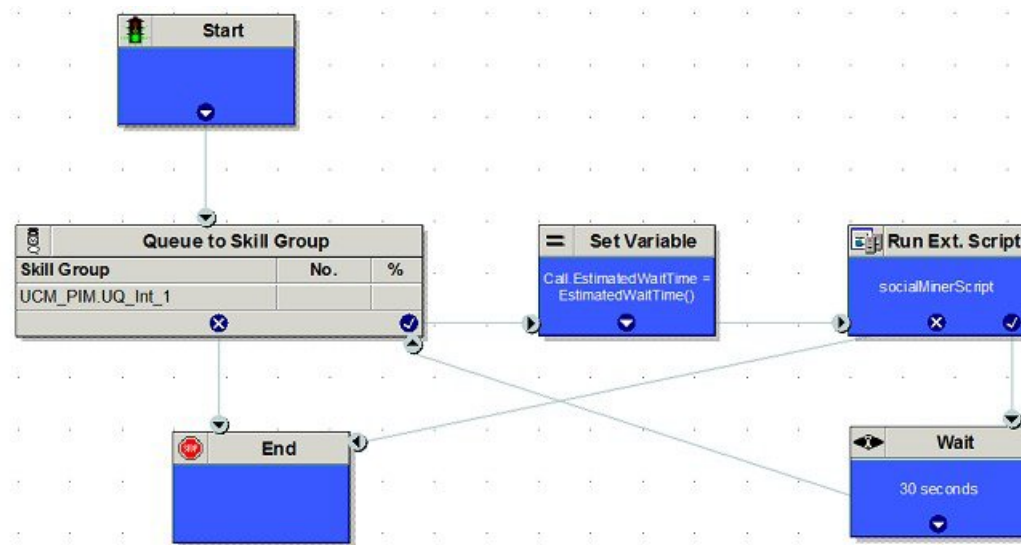 Start
Queue to Skill Group
Skill Group No. %
UCM_PIM.UQ_Int_1
Set Variable
Call.EstimatedWaitTime =
EstimatedWaitTime()
Run Ext. Script
socialMinerScript
End
STOP
Wait
30 seconds